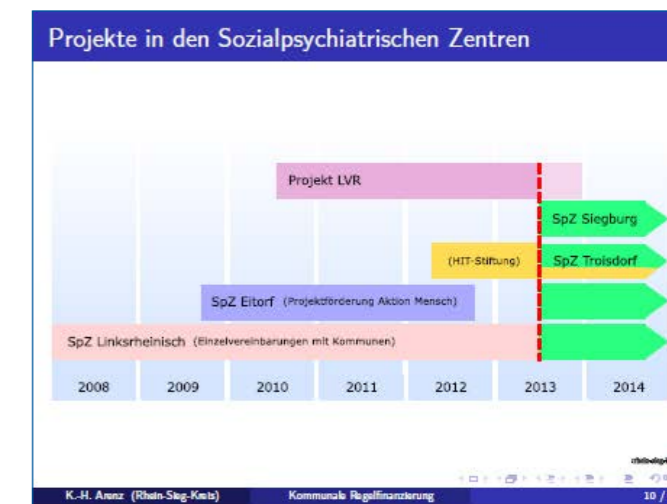 Projekte in den Sozialpsychiatrischen Zentren
Projekt LVR
SpZ Siegburg
(HIT-Stiftung) SpZ Troisdorf
SpZ Eitorf (Projektförderung Aktion Mensch)
SpZ Linksrheinisch (Einzelvereinbarungen mit Kommunen)
2008 2009 2010 2011 2012 2013 2014
K.-H. Arenz (Rhein-Sieg-Kreis) Kommunale Regelfinanzierung 10 /